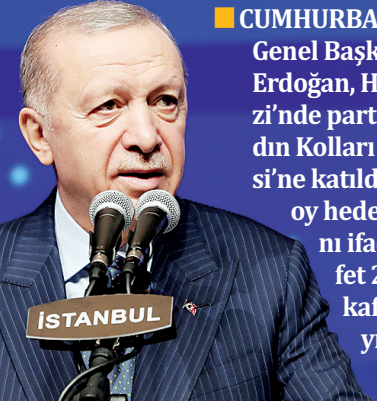 CUMHURBA
Genel Başk
Erdoğan, H
zi’nde part
dın Kolları
si’ne katıld
oy hede
nı ifa
fet 2
kaf
yı
İSTANBUL